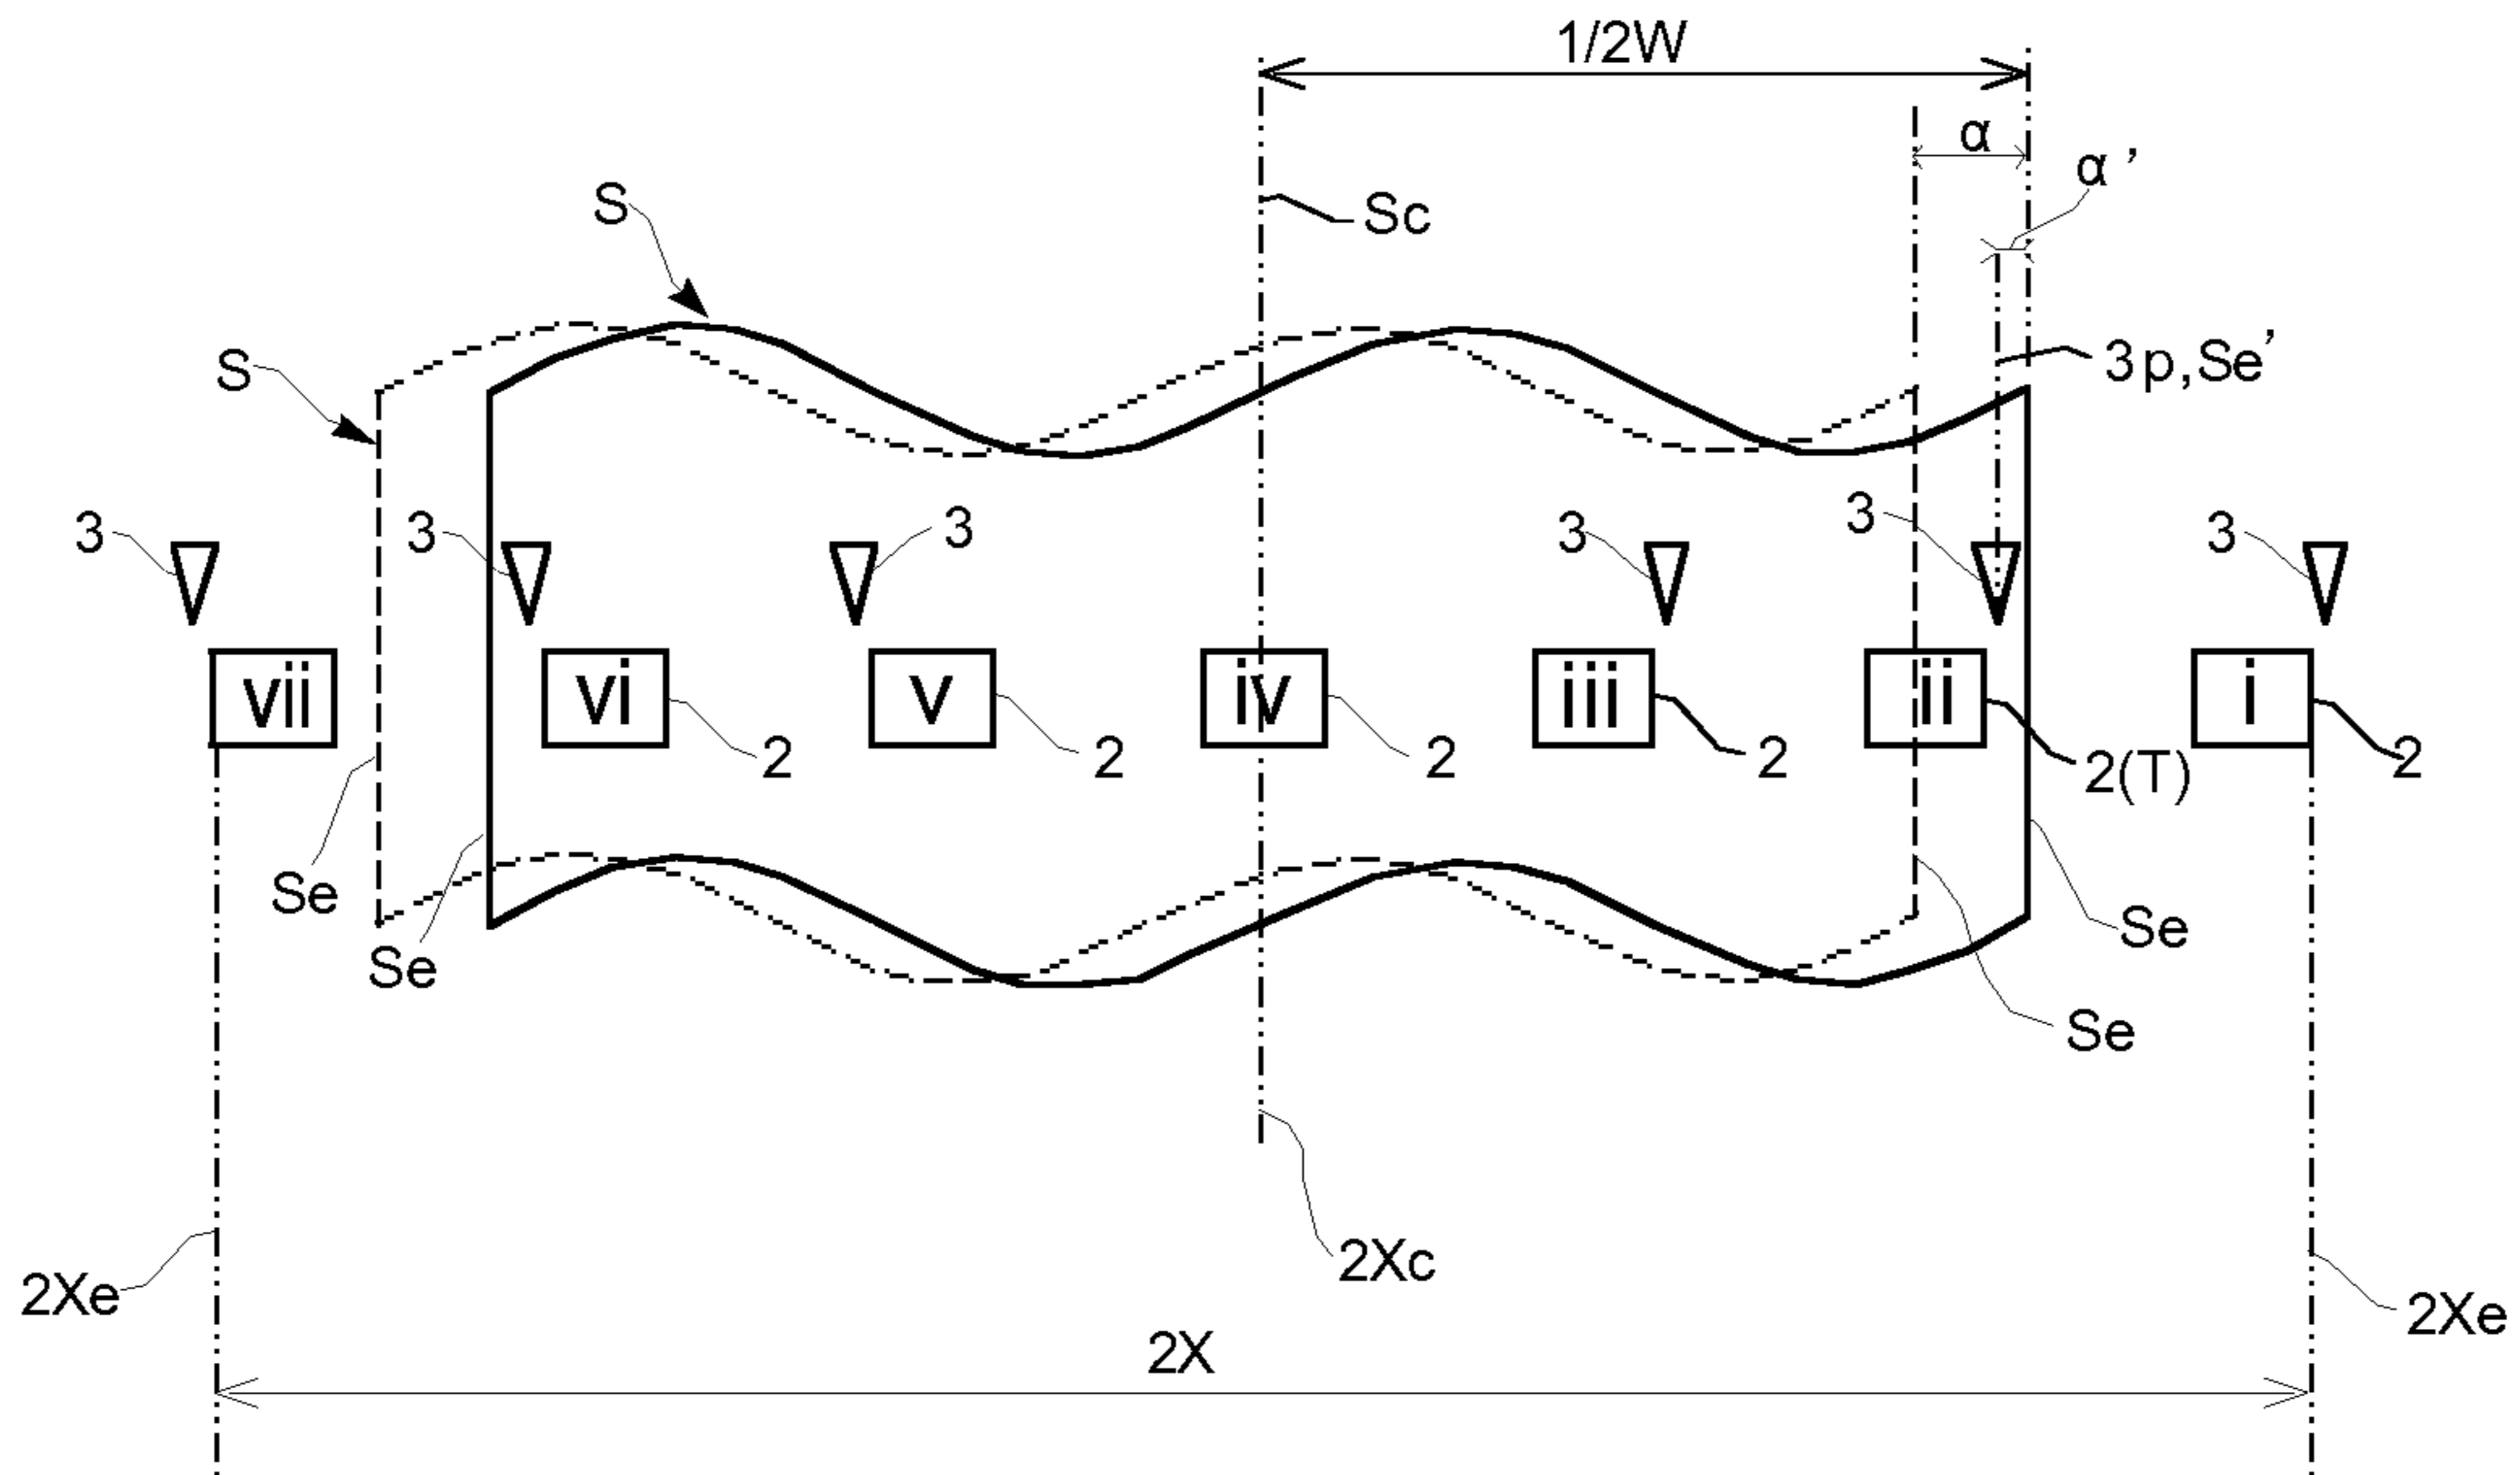 1/2W
α
α’
S
Sc
S
3p,Se’
3
3
3
3
3
3
vii
vi
v
iv
iii
ii
i
2
2
2
2
2(T)
2
Se
Se
Se
Se
2Xe
2Xc
2Xe
2X